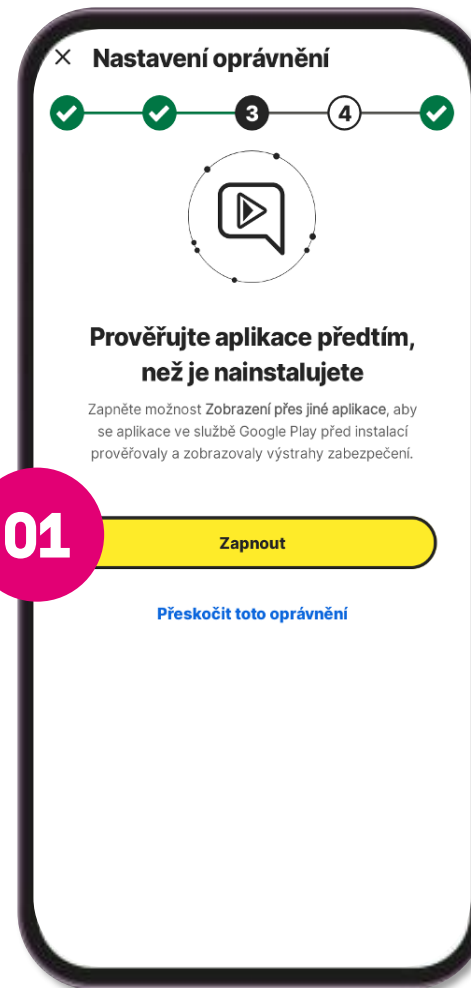 × Nastavení oprávnění
3 4
Prověřujte aplikace předtím,
než je nainstalujete
Zapněte možnost Zobrazení přes jiné aplikace, aby
se aplikace ve službě Google Play před instalací
prověřovaly a zobrazovaly výstrahy zabezpečení.
01 Zapnout
Přeskočit toto oprávnění